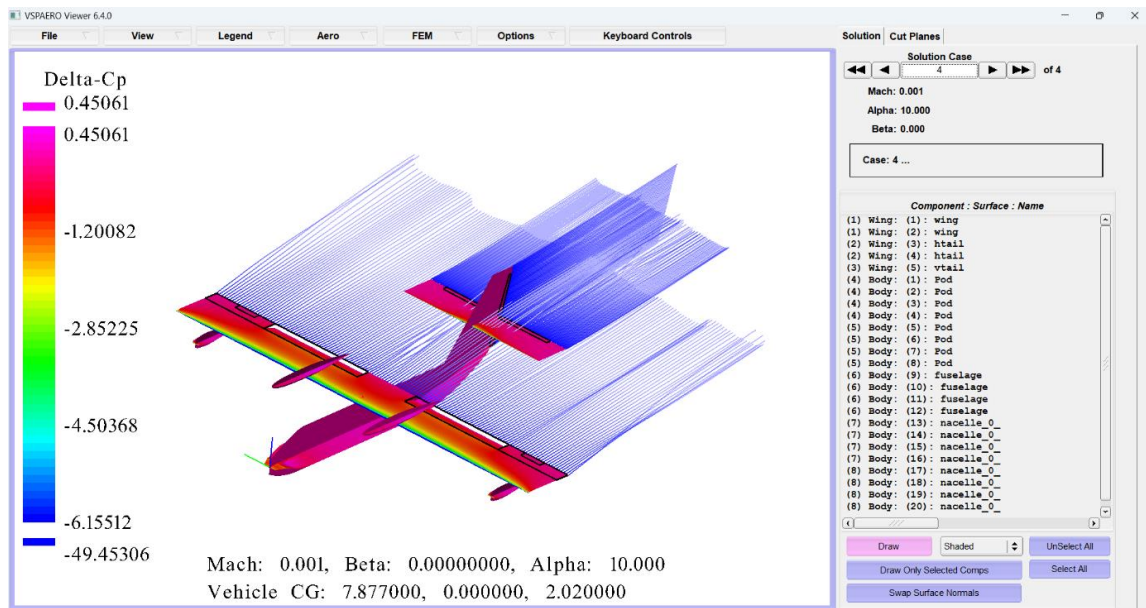 VSPAERO Viewer 6.4.0
File View Legend Aero FEM Options Keyboard Controls
Delta-Cp
0.45061
0.45061
-1.20082
-2.85225
-4.50368
-6.15512
-49.45306
Mach: 0.001, Beta: 0.00000000, Alpha: 10.000
Vehicle CG: 7.877000, 0.000000, 2.020000
Solution Cut Planes
Solution Case
4 of 4
Mach: 0.001
Alpha: 10.000
Beta: 0.000
Case: 4 ...
Component : Surface : Name
(1) Wing: (1): wing
(1) Wing: (2): wing
(2) Wing: (3): htail
(2) Wing: (4): htail
(3) Wing: (5): vtail
(4) Body: (1): Pod
(4) Body: (2): Pod
(4) Body: (3): Pod
(4) Body: (4): Pod
(5) Body: (5): Pod
(5) Body: (6): Pod
(5) Body: (7): Pod
(5) Body: (8): Pod
(6) Body: (9): fuselage
(6) Body: (10): fuselage
(6) Body: (11): fuselage
(6) Body: (12): fuselage
(7) Body: (13): nacelle_0_
(7) Body: (14): nacelle_0_
(7) Body: (15): nacelle_0_
(7) Body: (16): nacelle_0_
(8) Body: (17): nacelle_0_
(8) Body: (18): nacelle_0_
(8) Body: (19): nacelle_0_
(8) Body: (20): nacelle_0_
Draw Shaded UnSelect All
Draw Only Selected Comps Select All
Swap Surface Normals